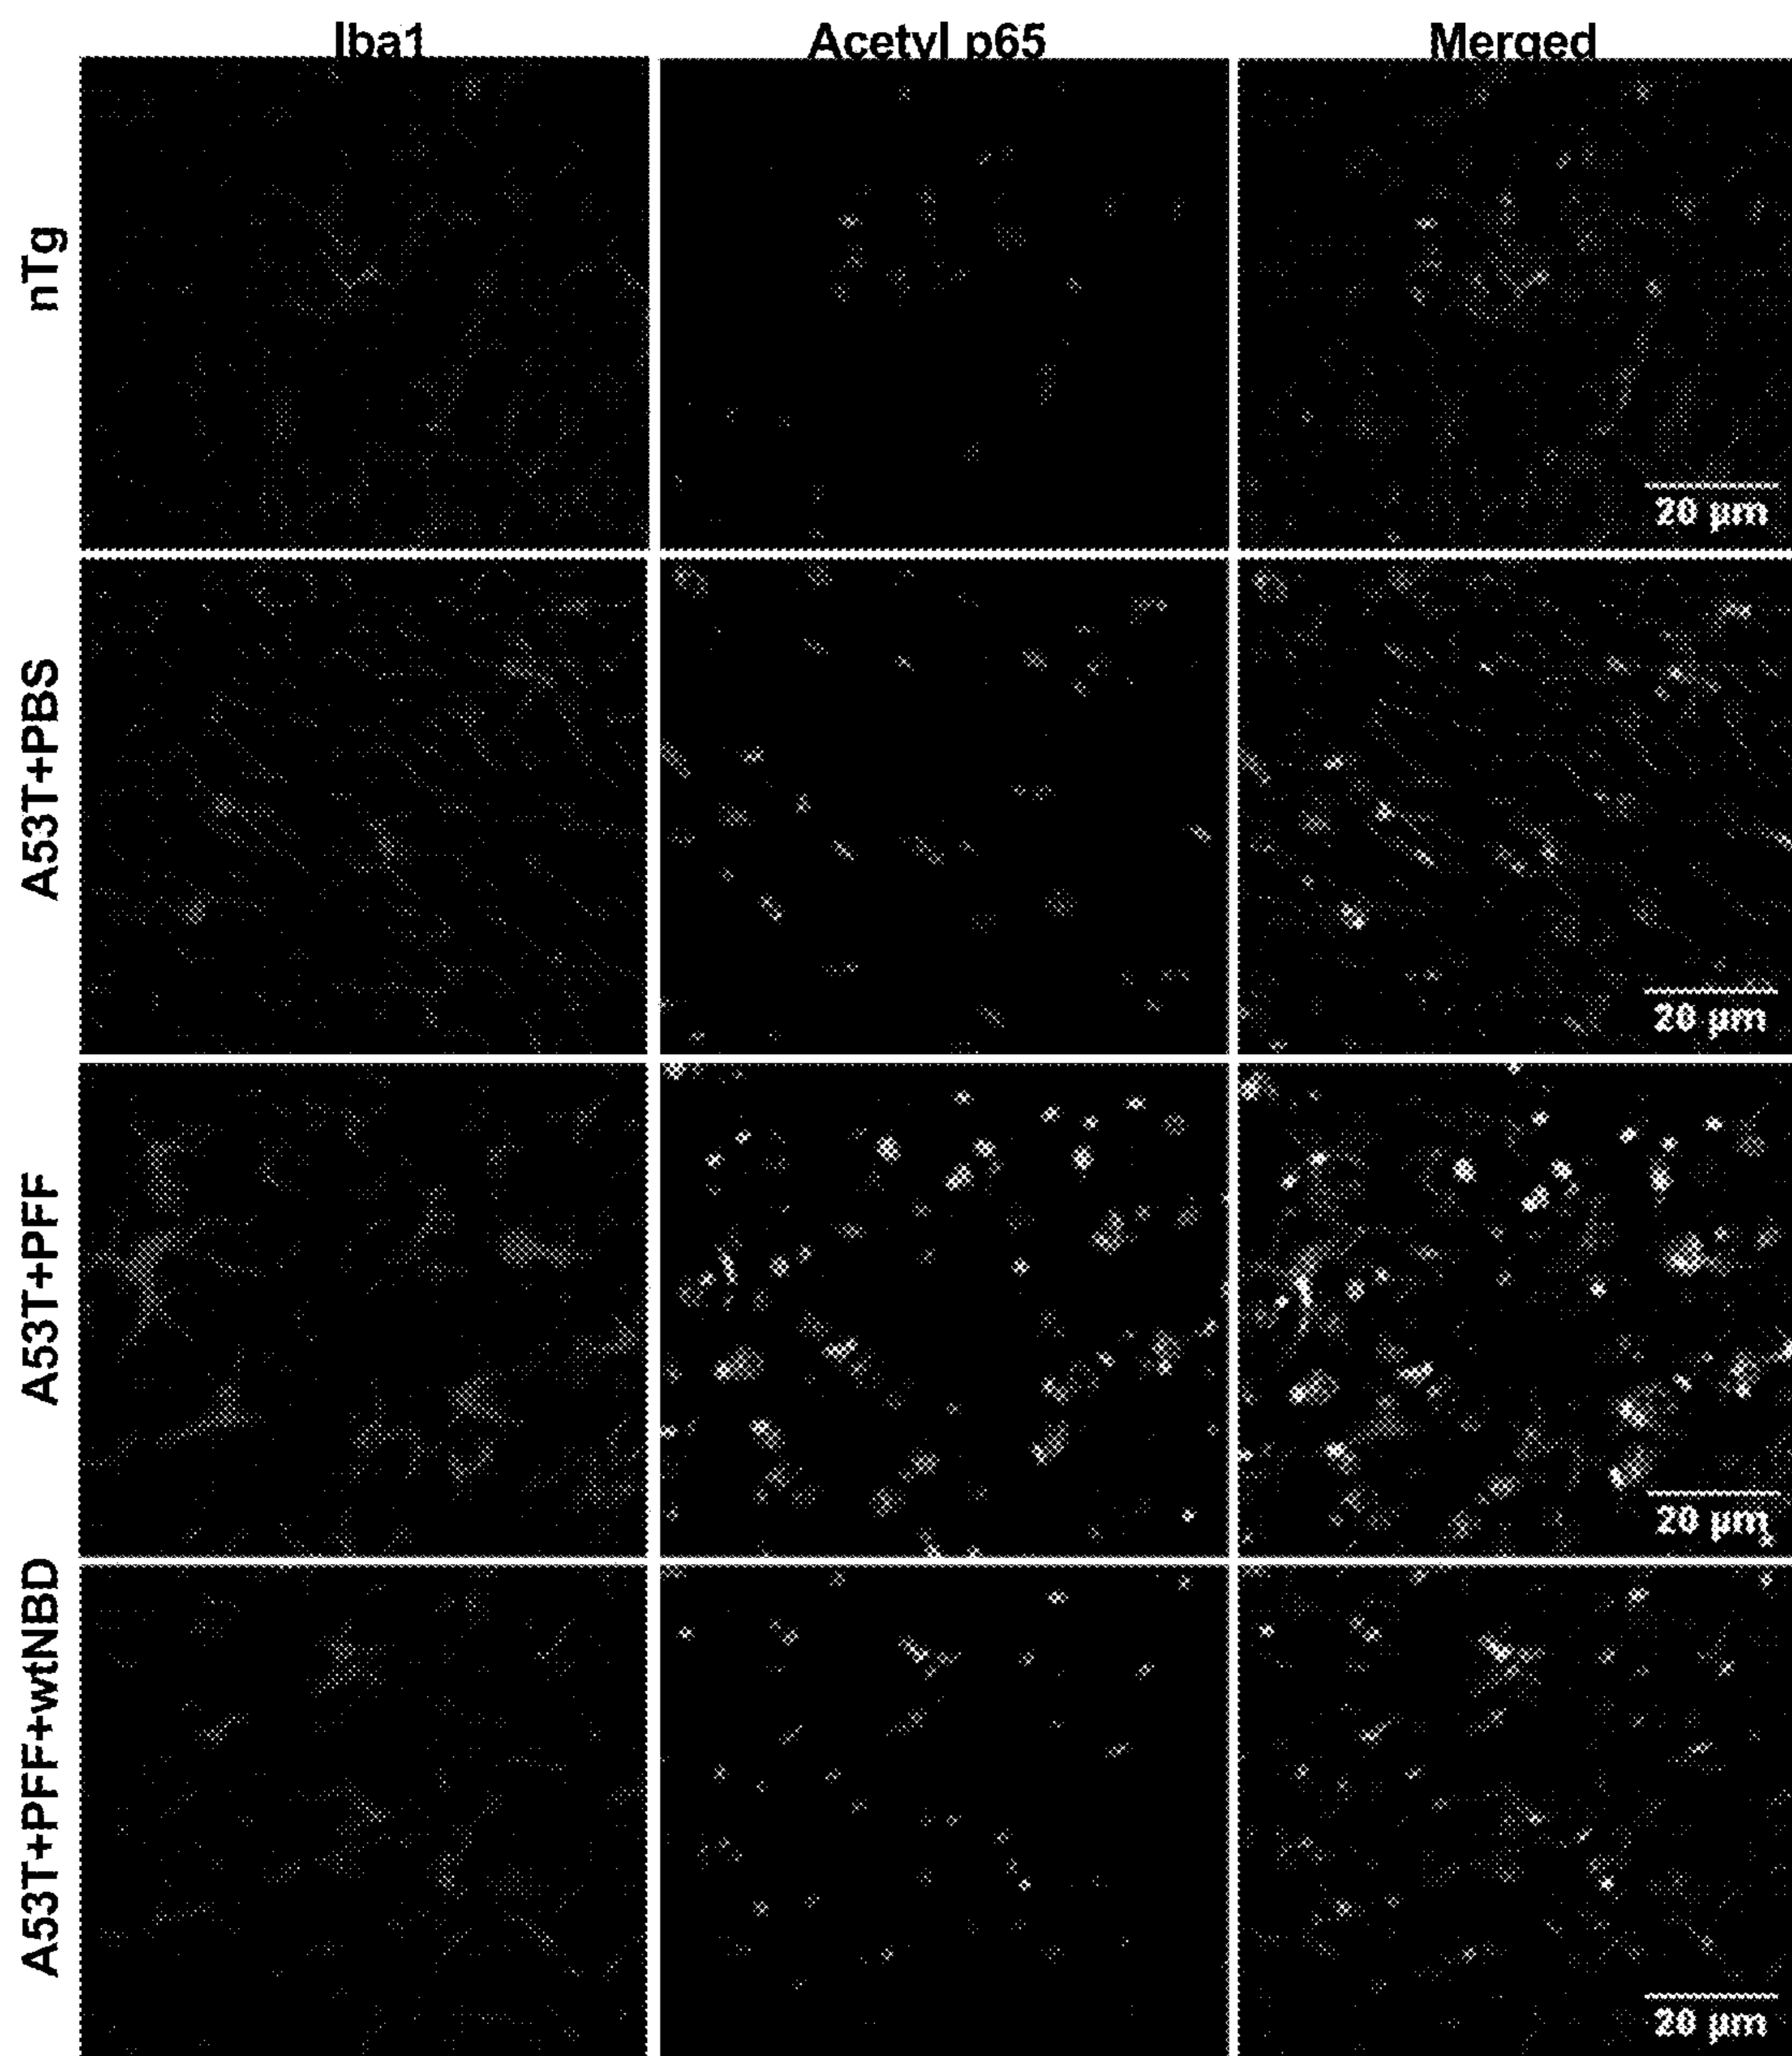 Iba1 Acetyl p65 Merged
nTg
20 µm
A53T+PBS
20 µm
A53T+PFF
20 µm
A53T+PFF+wtNBD
20 µm